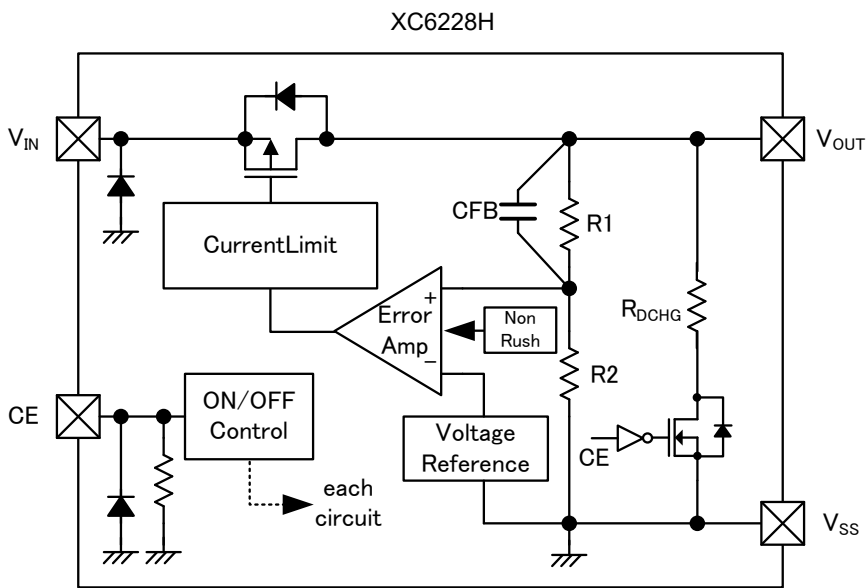 XC6228H
VIN
VOUT
CFB
R1
CurrentLimit
RDCHG
+
Error
Amp
−
Non
Rush
R2
CE
ON/OFF
Control
Voltage
Reference
CE
each
circuit
VSS